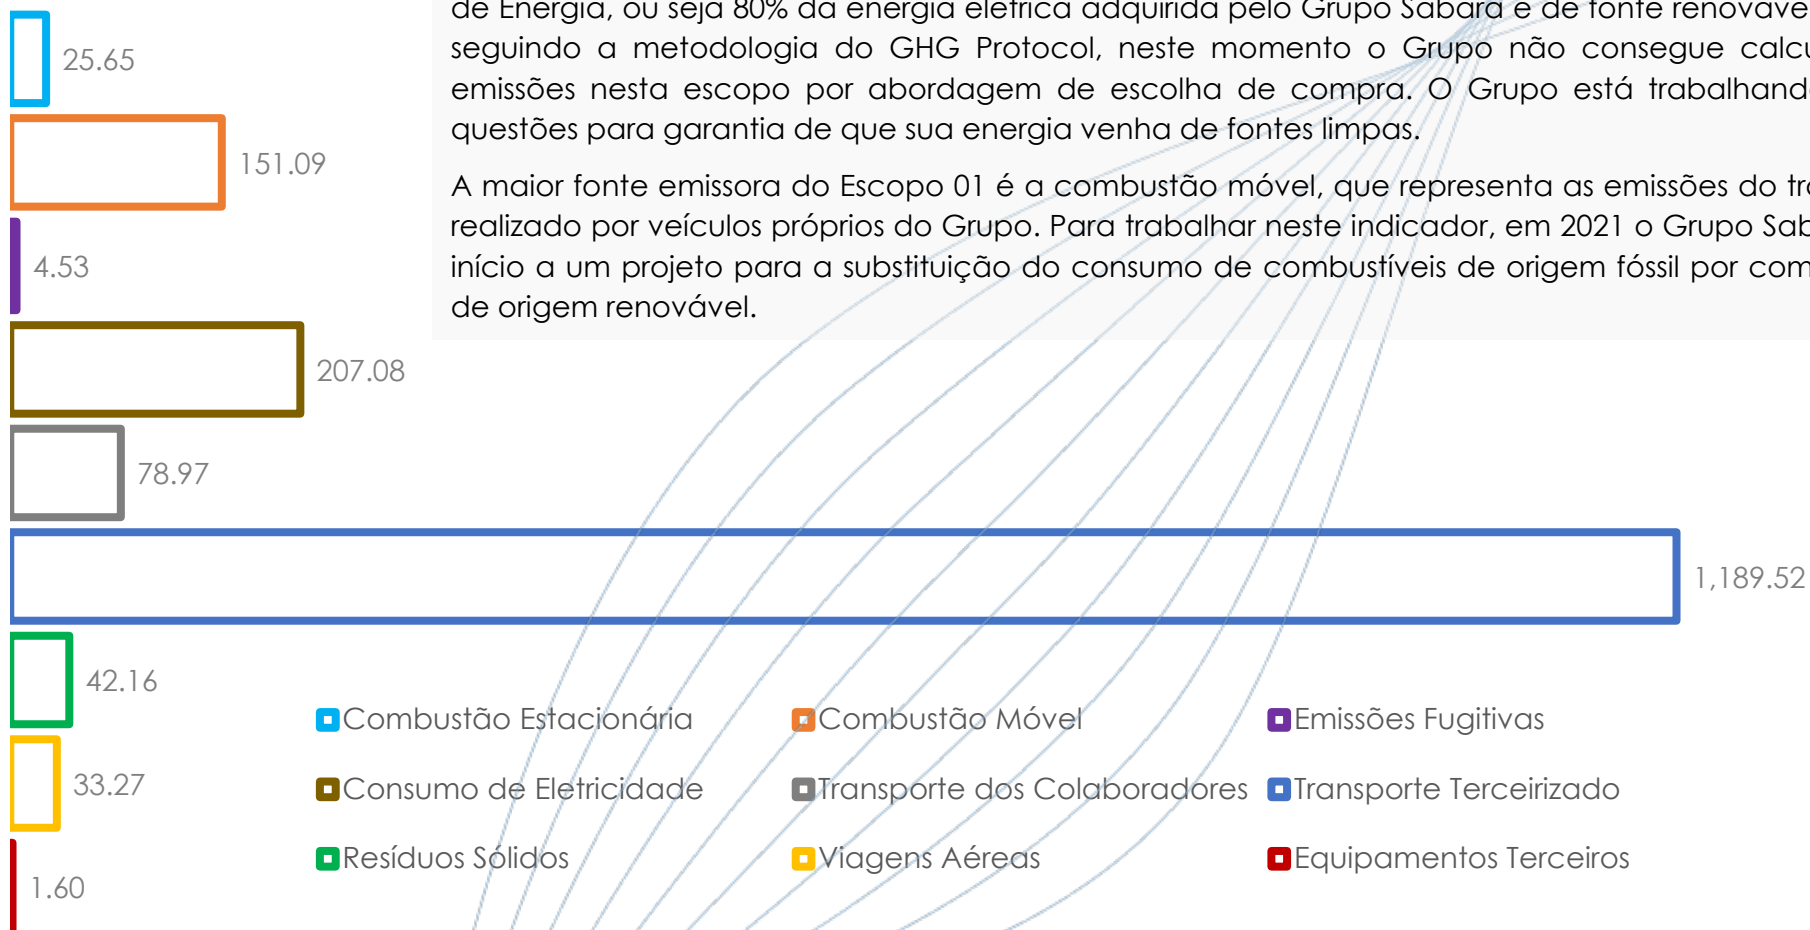 de Energia, ou seja 80% da energia elétrica adquirida pelo Grupo Sabará é de fonte
seguindo a metodologia do GHG Protocol, neste momento o Grupo não consegue
emissões nesta escopo por abordagem de escolha de compra. O Grupo está
questões para garantia de que sua energia venha de fontes limpas.
A maior fonte emissora do Escopo 01 é a combustão móvel, que representa as emissões do
realizado por veículos próprios do Grupo. Para trabalhar neste indicador, em 2021 o Grupo
início a um projeto para a substituição do consumo de combustíveis de origem fóssil por
de origem renovável.
25.65
151.09
4.53
207.08
78.97
1,189.52
42.16
33.27
1.60
Combustão Estacionária
Combustão Móvel
Emissões Fugitivas
Consumo de Eletricidade
Transporte dos Colaboradores
Transporte Terceirizado
Resíduos Sólidos
Viagens Aéreas
Equipamentos Terceiros